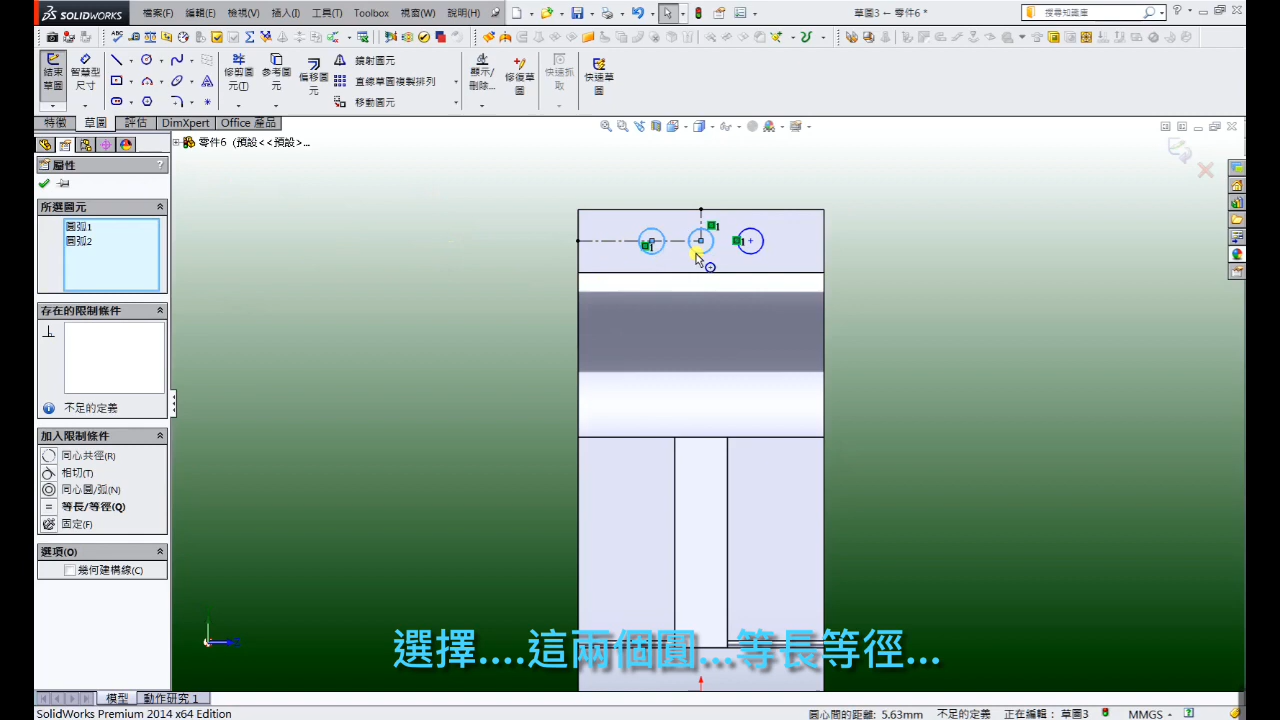 SOLIDWORKS
檔案(F)
編輯(E)
檢視(V)
插入(I)
工具(T)
Toolbox
視窗(W)
說明(H)
草圖3 ← 零件6 *
搜尋知識庫
結束草圖
智慧型尺寸
修剪圖元(T)
參考圖元
偏移圖元
鏡射圖元
直線草圖複製排列
移動圖元
顯示/刪除...
修復草圖
快速抓取
快速草圖
特徵
草圖
評估
DimXpert
Office 產品
零件6 (預設<<預設>...
屬性
?
所選圖元
圓弧1
圓弧2
存在的限制條件
不足的定義
加入限制條件
同心共徑(R)
相切(T)
同心圓/弧(N)
等長/等徑(Q)
固定(F)
選項(O)
幾何建構線(C)
1
1
1
選擇....這兩個圓...等長等徑...
模型
動作研究 1
SolidWorks Premium 2014 x64 Edition
圓心間的距離: 5.63mm
不足的定義
正在編輯: 草圖3
MMGS